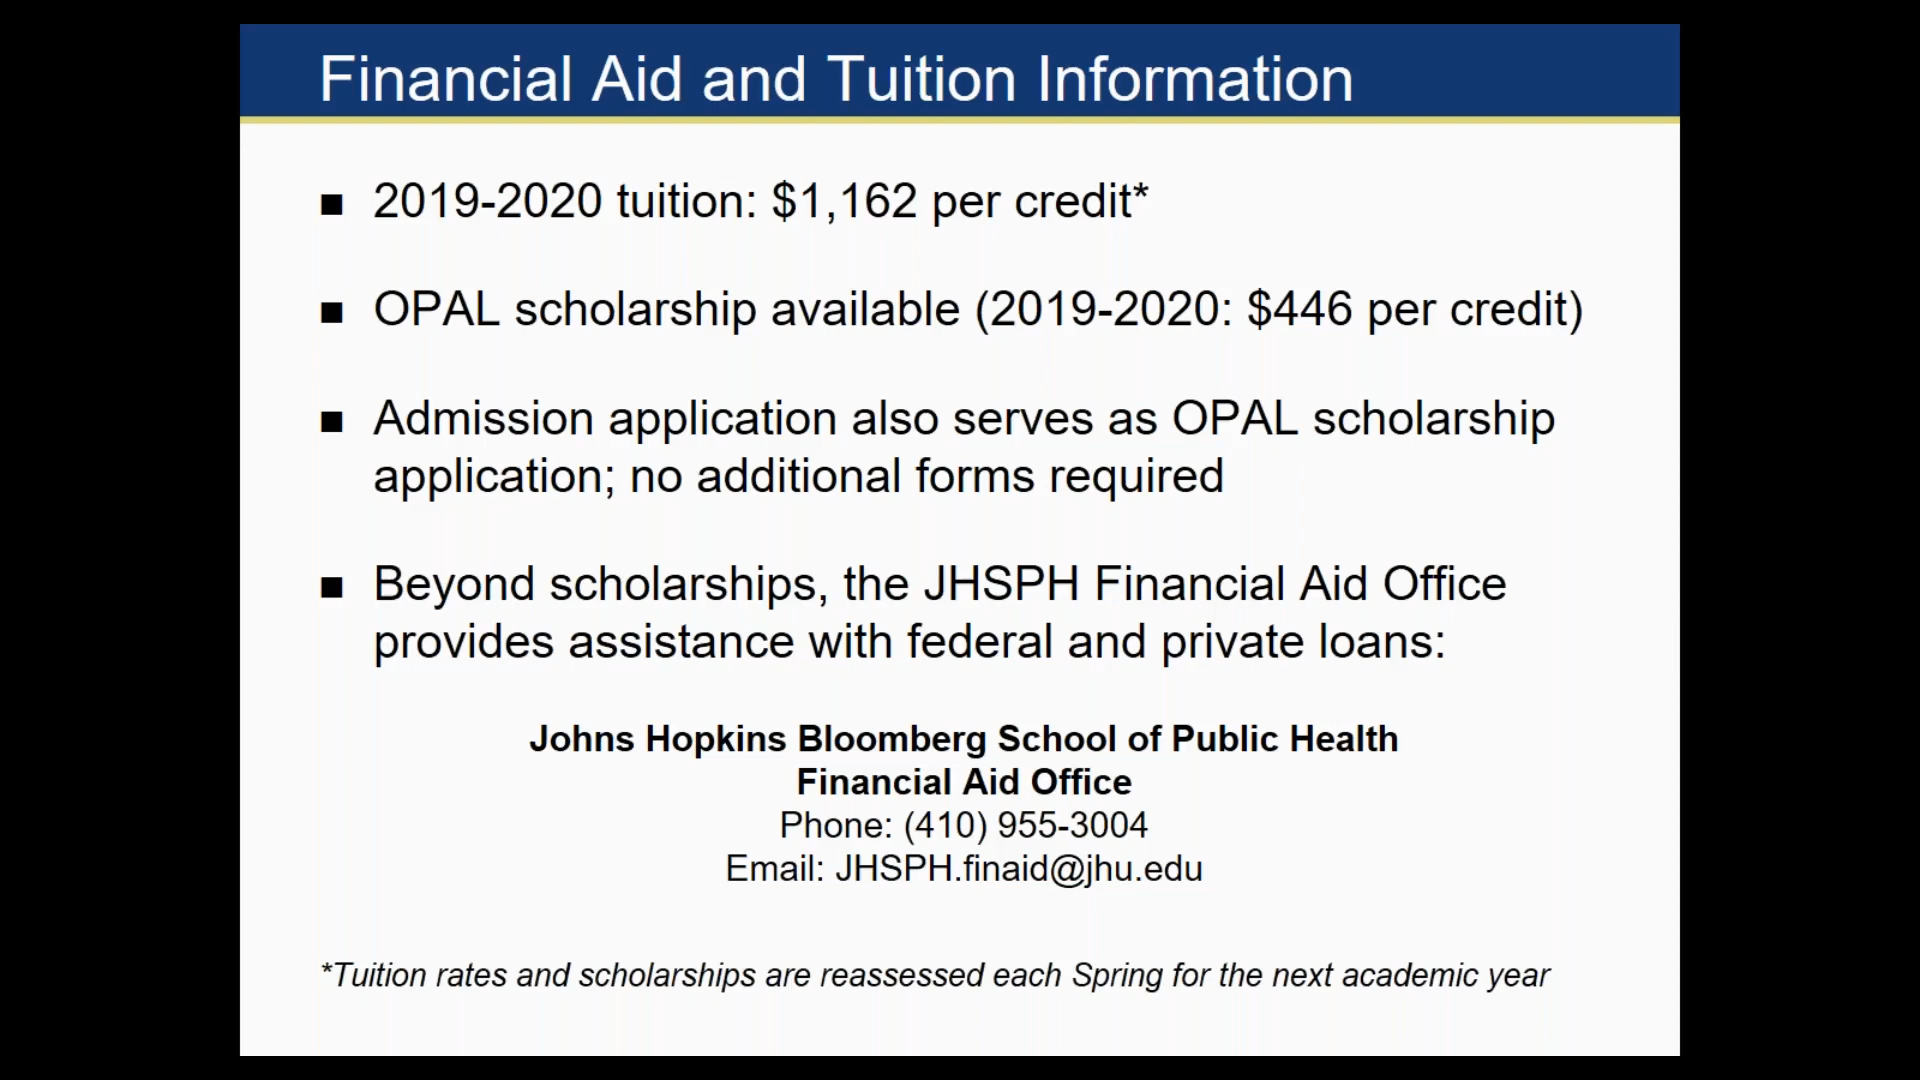 Financial Aid and Tuition Information
■ 2019-2020 tuition: $1,162 per credit*
■ OPAL scholarship available (2019-2020: $446 per credit)
■ Admission application also serves as OPAL scholarship
application; no additional forms required
■ Beyond scholarships, the JHSPH Financial Aid Office
provides assistance with federal and private loans:
Johns Hopkins Bloomberg School of Public Health
Financial Aid Office
Phone: (410) 955-3004
Email: JHSPH.finaid@jhu.edu
*Tuition rates and scholarships are reassessed each Spring for the next academic year